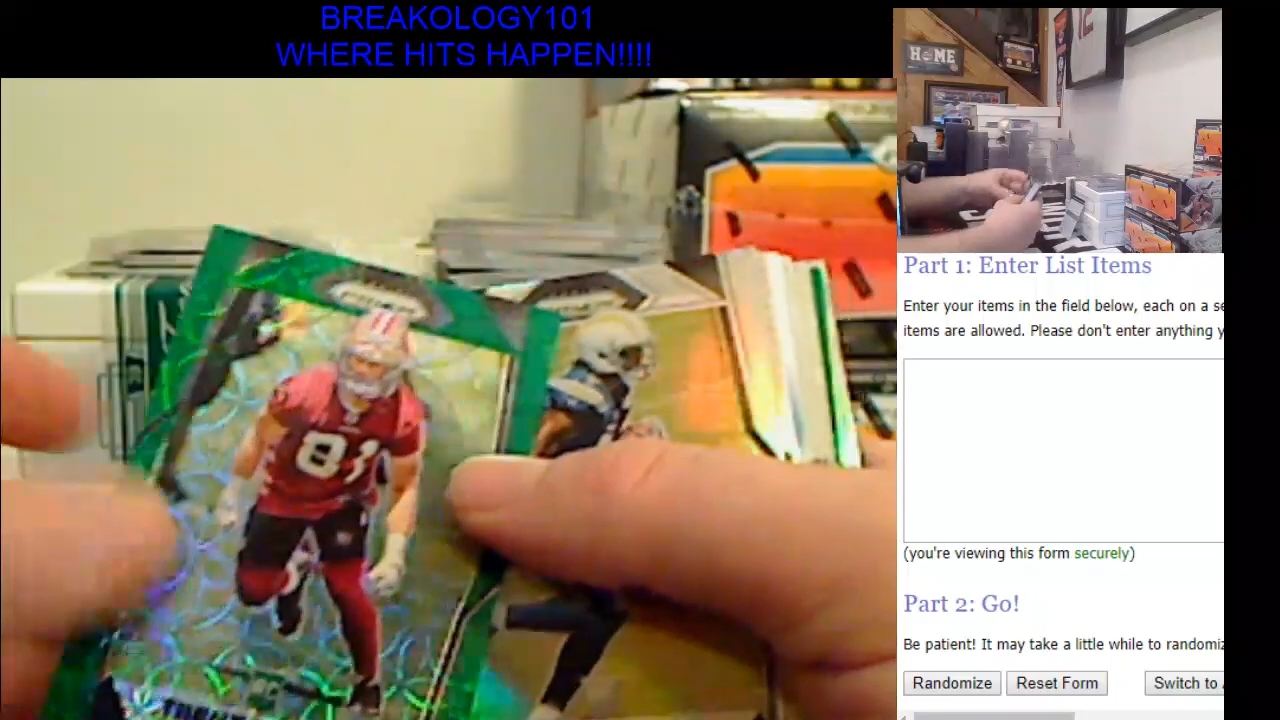 BREAKOLOGY101
WHERE HITS HAPPEN!!!!
HOME
12
81
Part 1: Enter List Items
Enter your items in the field below, each on a se
items are allowed. Please don't enter anything y
(you're viewing this form securely)
Part 2: Go!
Be patient! It may take a little while to randomiz
Randomize
Reset Form
Switch to